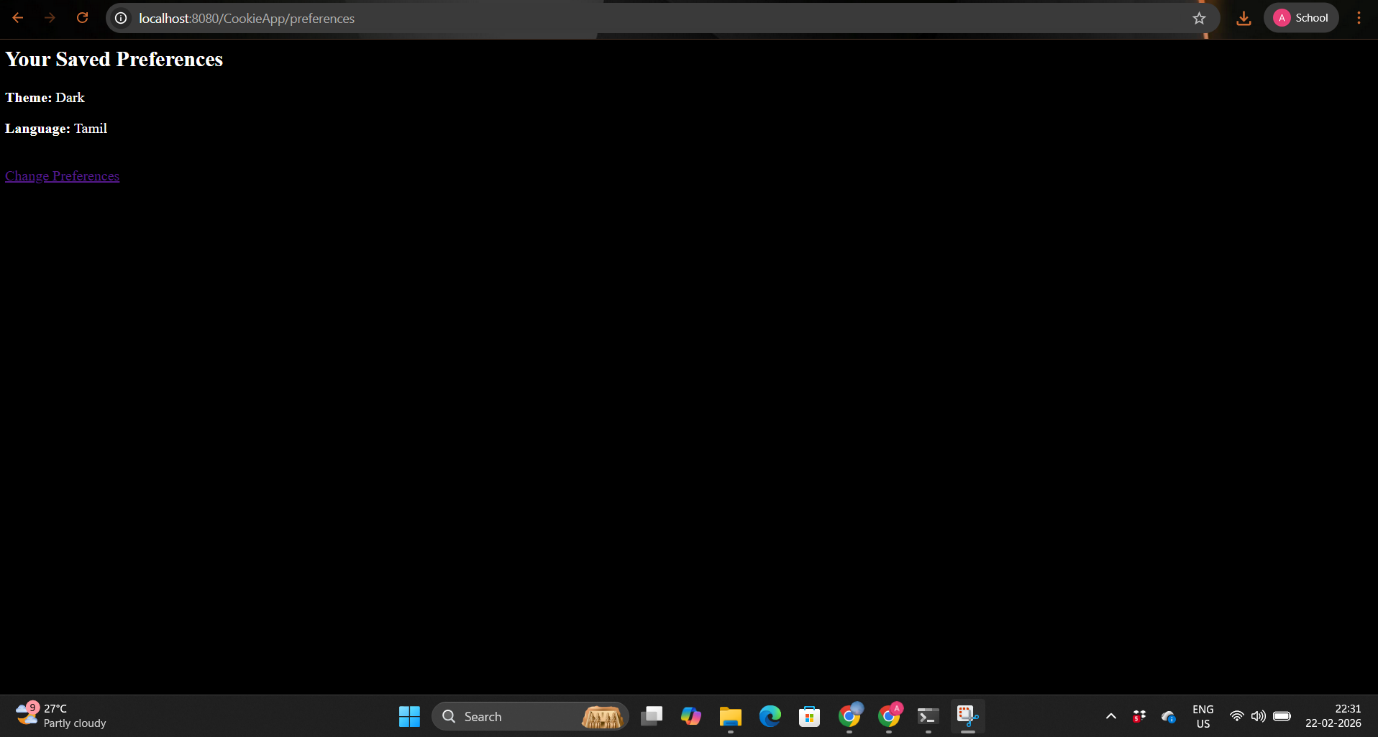 localhost:8080/CookieApp/preferences
A
School
Your Saved Preferences
Theme: Dark
Language: Tamil
Change Preferences
9
27°C
Partly cloudy
Search
A
ENG
US
22:31
22-02-2026